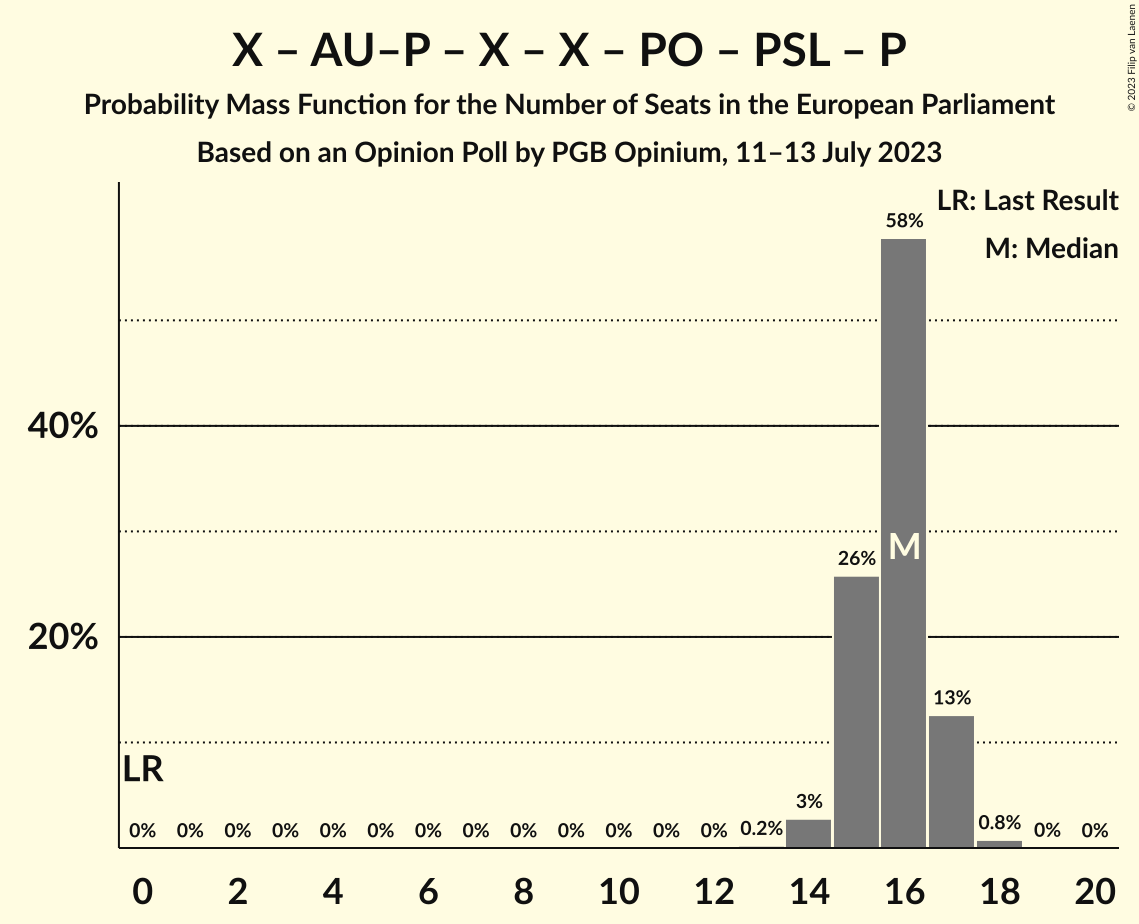 X – AU–P – X – X – PO – PSL – P
Probability Mass Function for the Number of Seats in the European Parliament
Based on an Opinion Poll by PGB Opinium, 11–13 July 2023
© 2023 Filip van Laenen
LR: Last Result
M: Median
58%
40%
26%
M
20%
13%
LR
0% 0% 0% 0% 0% 0% 0% 0% 0% 0% 0% 0% 0% 0.2% 3% 0.8% 0% 0%
0 2 4 6 8 10 12 14 16 18 20